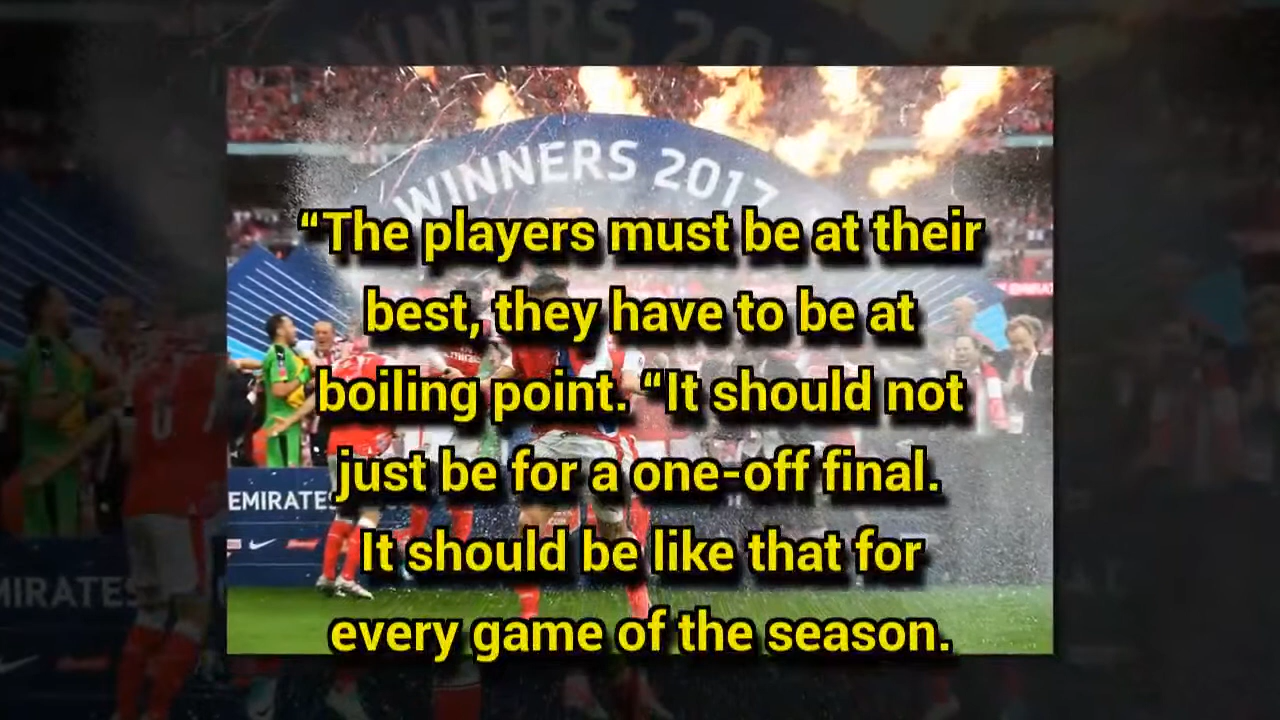 WINNERS 2017
“The players must be at their
best, they have to be at
boiling point. “It should not
just be for a one-off final.
It should be like that for
every game of the season.
EMIRATES